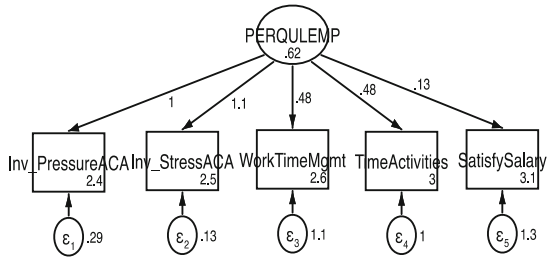 PERQULEMP
.62
1
1.1
.48
.48
.13
Inv_PressureACA
2.4
Inv_StressACA
2.5
WorkTimeMgmt
2.6
TimeActivities
3
SatisfySalary
3.1
ε1 .29
ε2 .13
ε3 1.1
ε4 1
ε5 1.3